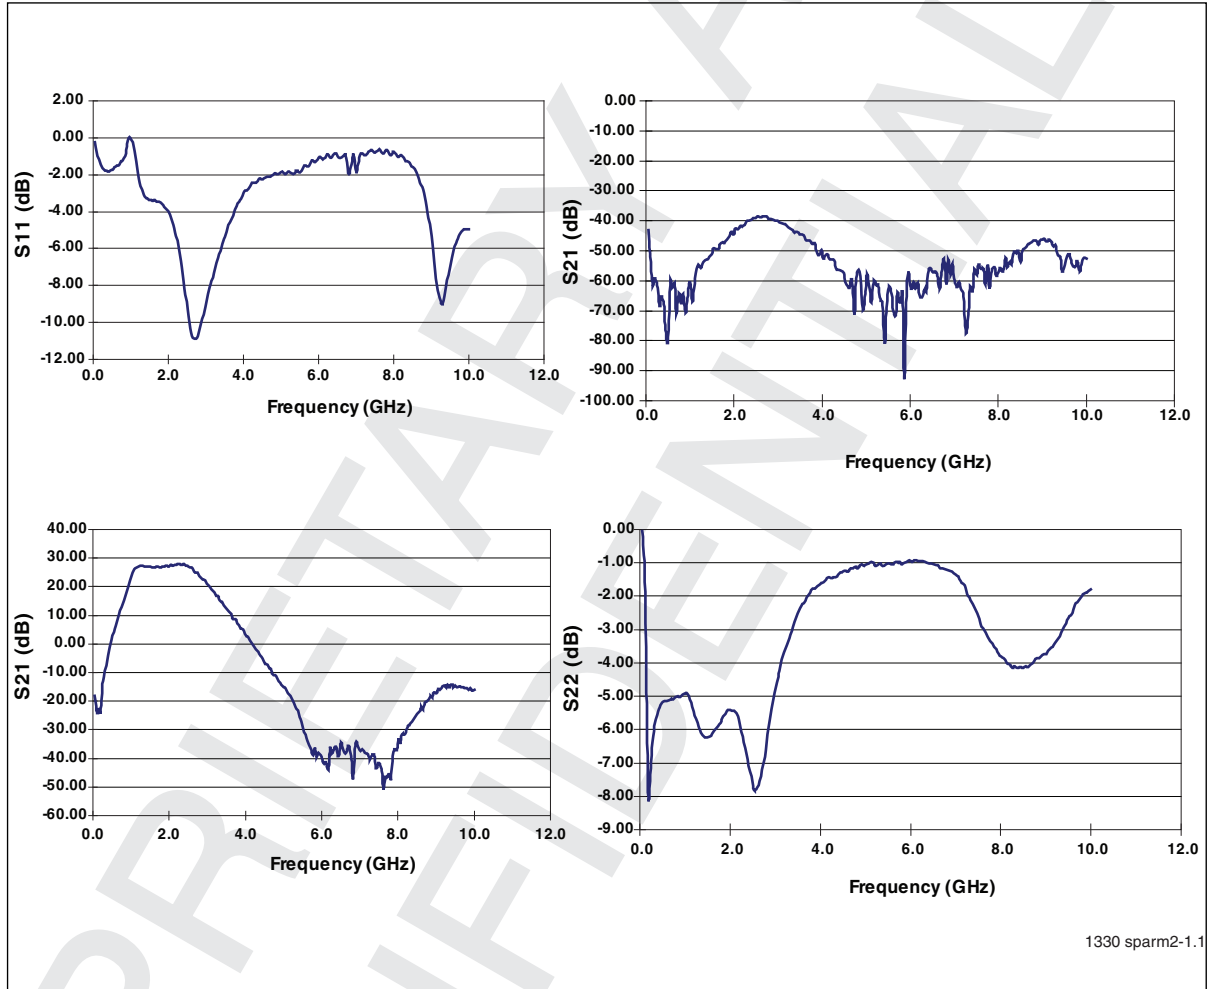 S11 (dB)
2.00
0.00
-2.00
-4.00
-6.00
-8.00
-10.00
-12.00
0.0 2.0 4.0 6.0 8.0 10.0 12.0
Frequency (GHz)
S21 (dB)
0.00
-10.00
-20.00
-30.00
-40.00
-50.00
-60.00
-70.00
-80.00
-90.00
-100.00
0.0 2.0 4.0 6.0 8.0 10.0 12.0
Frequency (GHz)
S21 (dB)
40.00
30.00
20.00
10.00
0.00
-10.00
-20.00
-30.00
-40.00
-50.00
-60.00
0.0 2.0 4.0 6.0 8.0 10.0 12.0
Frequency (GHz)
S22 (dB)
0.00
-1.00
-2.00
-3.00
-4.00
-5.00
-6.00
-7.00
-8.00
-9.00
0.0 2.0 4.0 6.0 8.0 10.0 12.0
Frequency (GHz)
1330 sparm2-1.1
PRIETARY A
FIDENTIAL